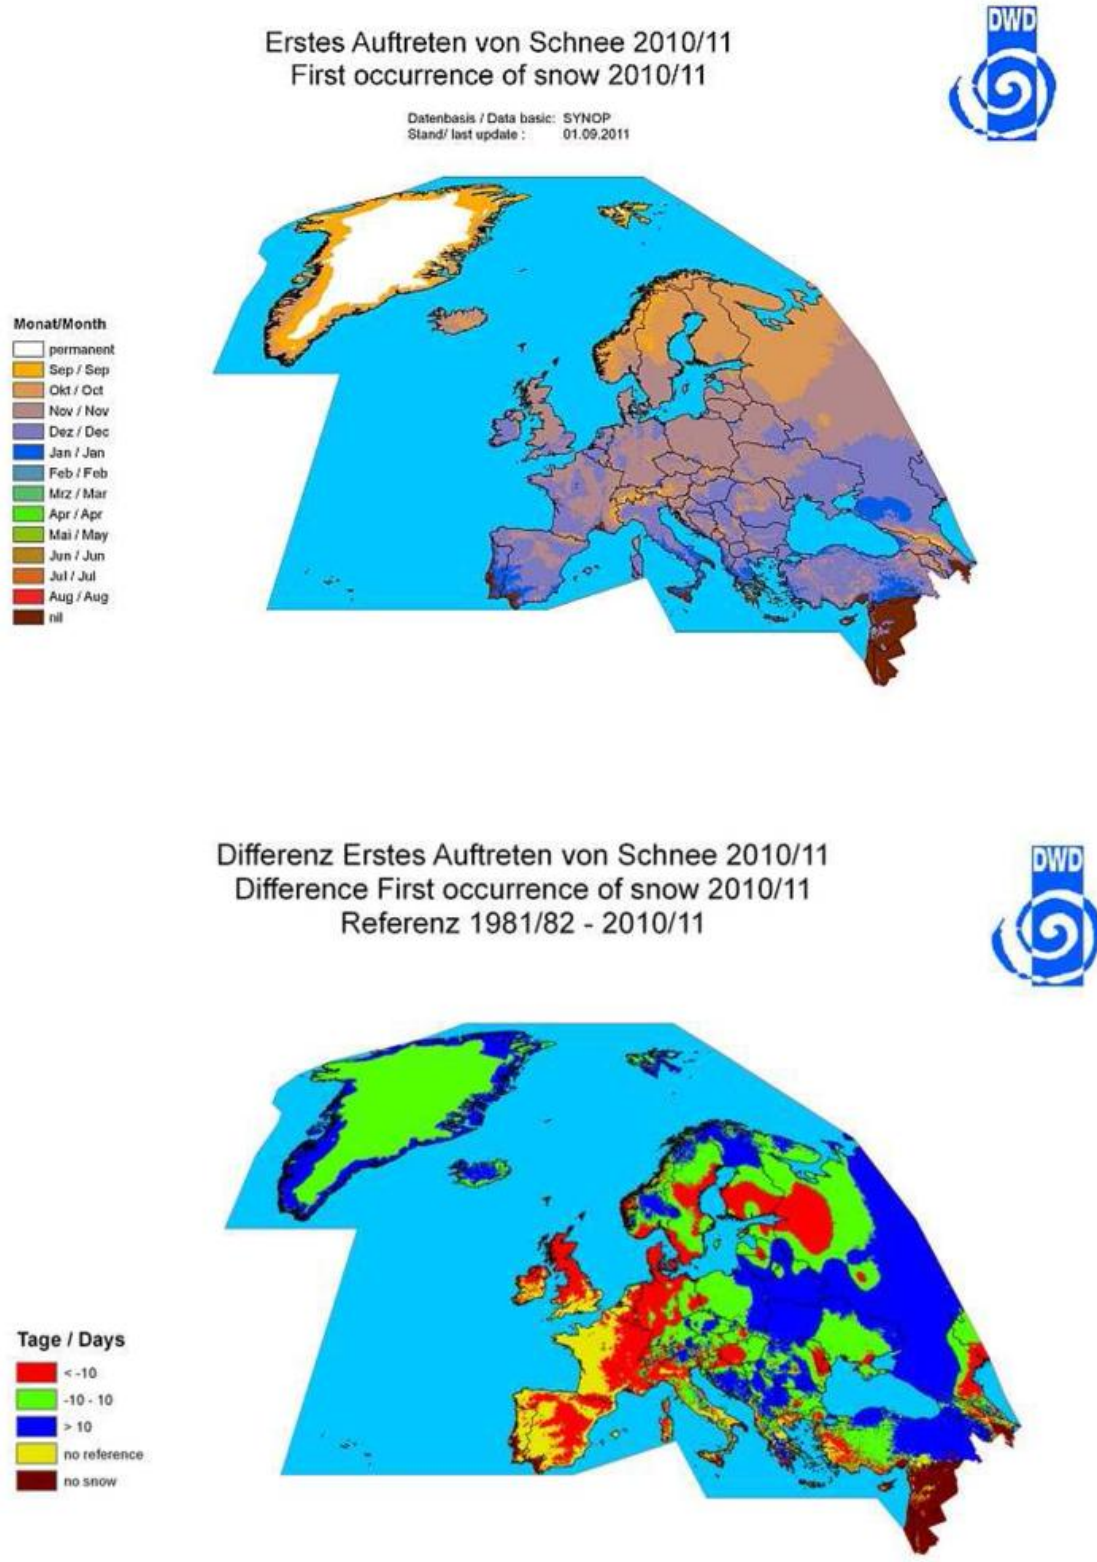 DWD
Erstes Auftreten von Schnee 2010/11
First occurrence of snow 2010/11
Datenbasis / Data basic: SYNOP
Stand/ last update : 01.09.2011
Monat/Month
permanent
Sep / Sep
Okt / Oct
Nov / Nov
Dez / Dec
Jan / Jan
Feb / Feb
Mrz / Mar
Apr / Apr
Mai / May
Jun / Jun
Jul / Jul
Aug / Aug
nil
Differenz Erstes Auftreten von Schnee 2010/11
Difference First occurrence of snow 2010/11
Referenz 1981/82 - 2010/11
DWD
Tage / Days
< -10
-10 - 10
> 10
no reference
no snow